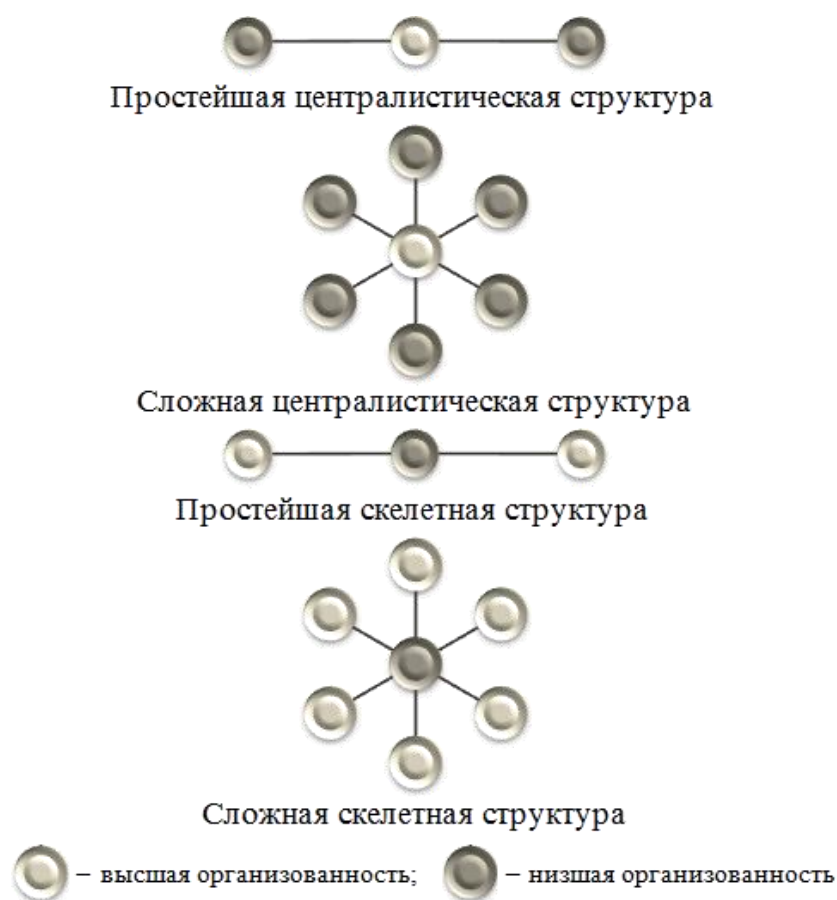 Простейшая централистическая структура
Сложная централистическая структура
Простейшая скелетная структура
Сложная скелетная структура
– высшая организованность; – низшая организованность